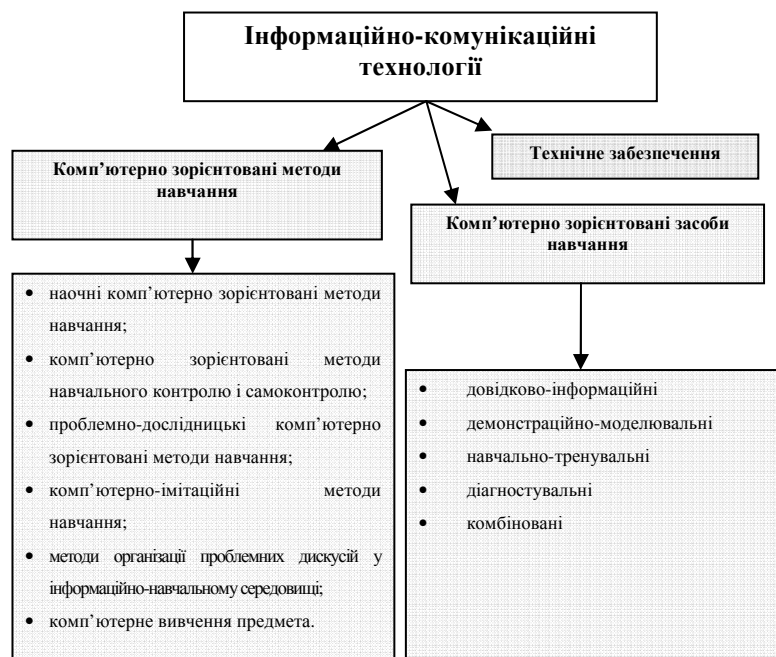 Інформаційно-комунікаційні
технології
Комп’ютерно зорієнтовані методи
навчання
Технічне забезпечення
Комп’ютерно зорієнтовані засоби
навчання
• наочні комп’ютерно зорієнтовані методи
навчання;
• комп’ютерно зорієнтовані методи
навчального контролю і самоконтролю;
• проблемно-дослідницькі комп’ютерно
зорієнтовані методи навчання;
• комп’ютерно-імітаційні методи
навчання;
• методи організації проблемних дискусій у
інформаційно-навчальному середовищі;
• комп’ютерне вивчення предмета.
• довідково-інформаційні
• демонстраційно-моделювальні
• навчально-тренувальні
• діагностувальні
• комбіновані